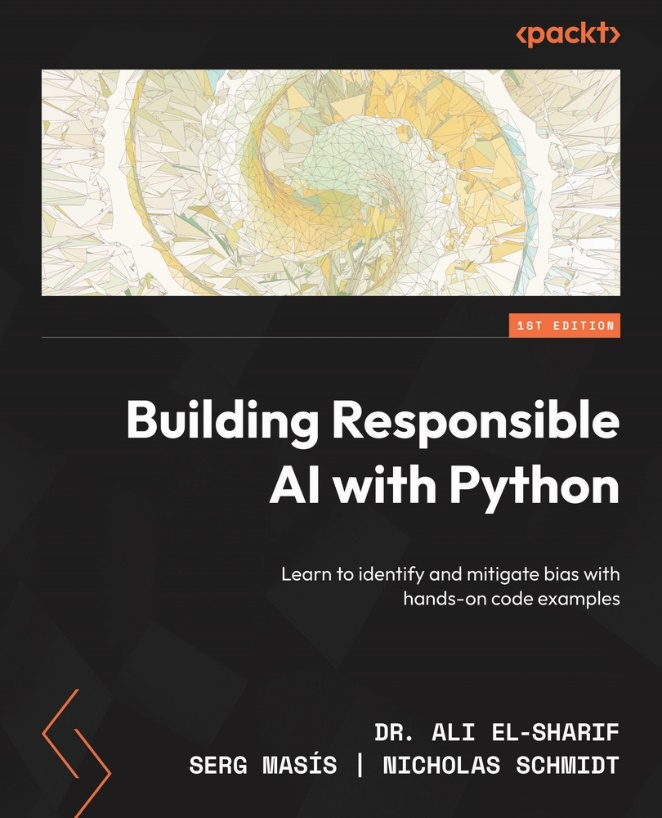 <packt>
1ST EDITION
Building Responsible
AI with Python
Learn to identify and mitigate bias with
hands-on code examples
DR. ALI EL-SHARIF
SERG MASÍS | NICHOLAS SCHMIDT